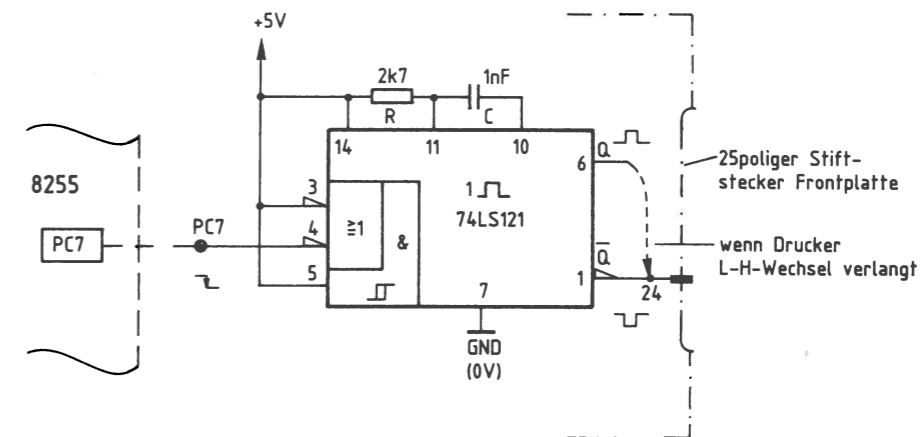 +5V
2k7
1nF
R
C
14
11
10
6
Q
3
4
5
≧1
&
1
74LS121
7
1
Q̅
24
8255
PC7
PC7
GND
(0V)
25poliger Stift-
stecker Frontplatte
wenn Drucker
L-H-Wechsel verlangt